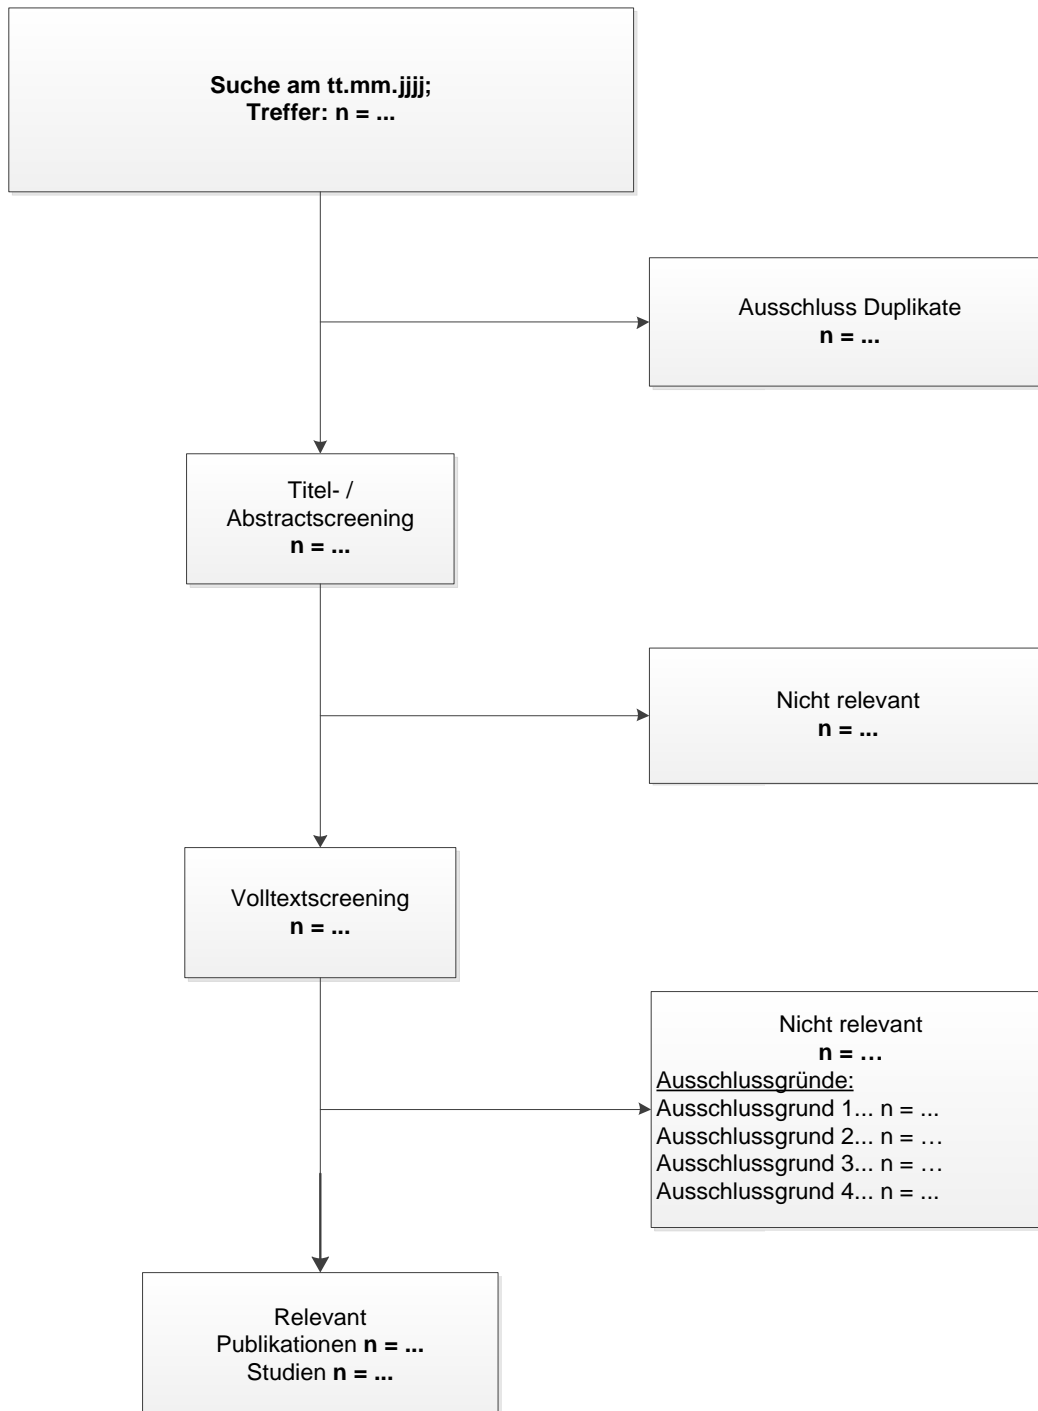 Suche am tt.mm.jjjj;
Treffer: n = ...
Ausschluss Duplikate
n = ...
Titel- /
Abstractscreening
n = ...
Nicht relevant
n = ...
Volltextscreening
n = ...
Nicht relevant
n = …
Ausschlussgründe:
Ausschlussgrund 1... n = ...
Ausschlussgrund 2... n = …
Ausschlussgrund 3... n = …
Ausschlussgrund 4... n = ...
Relevant
Publikationen n = ...
Studien n = ...